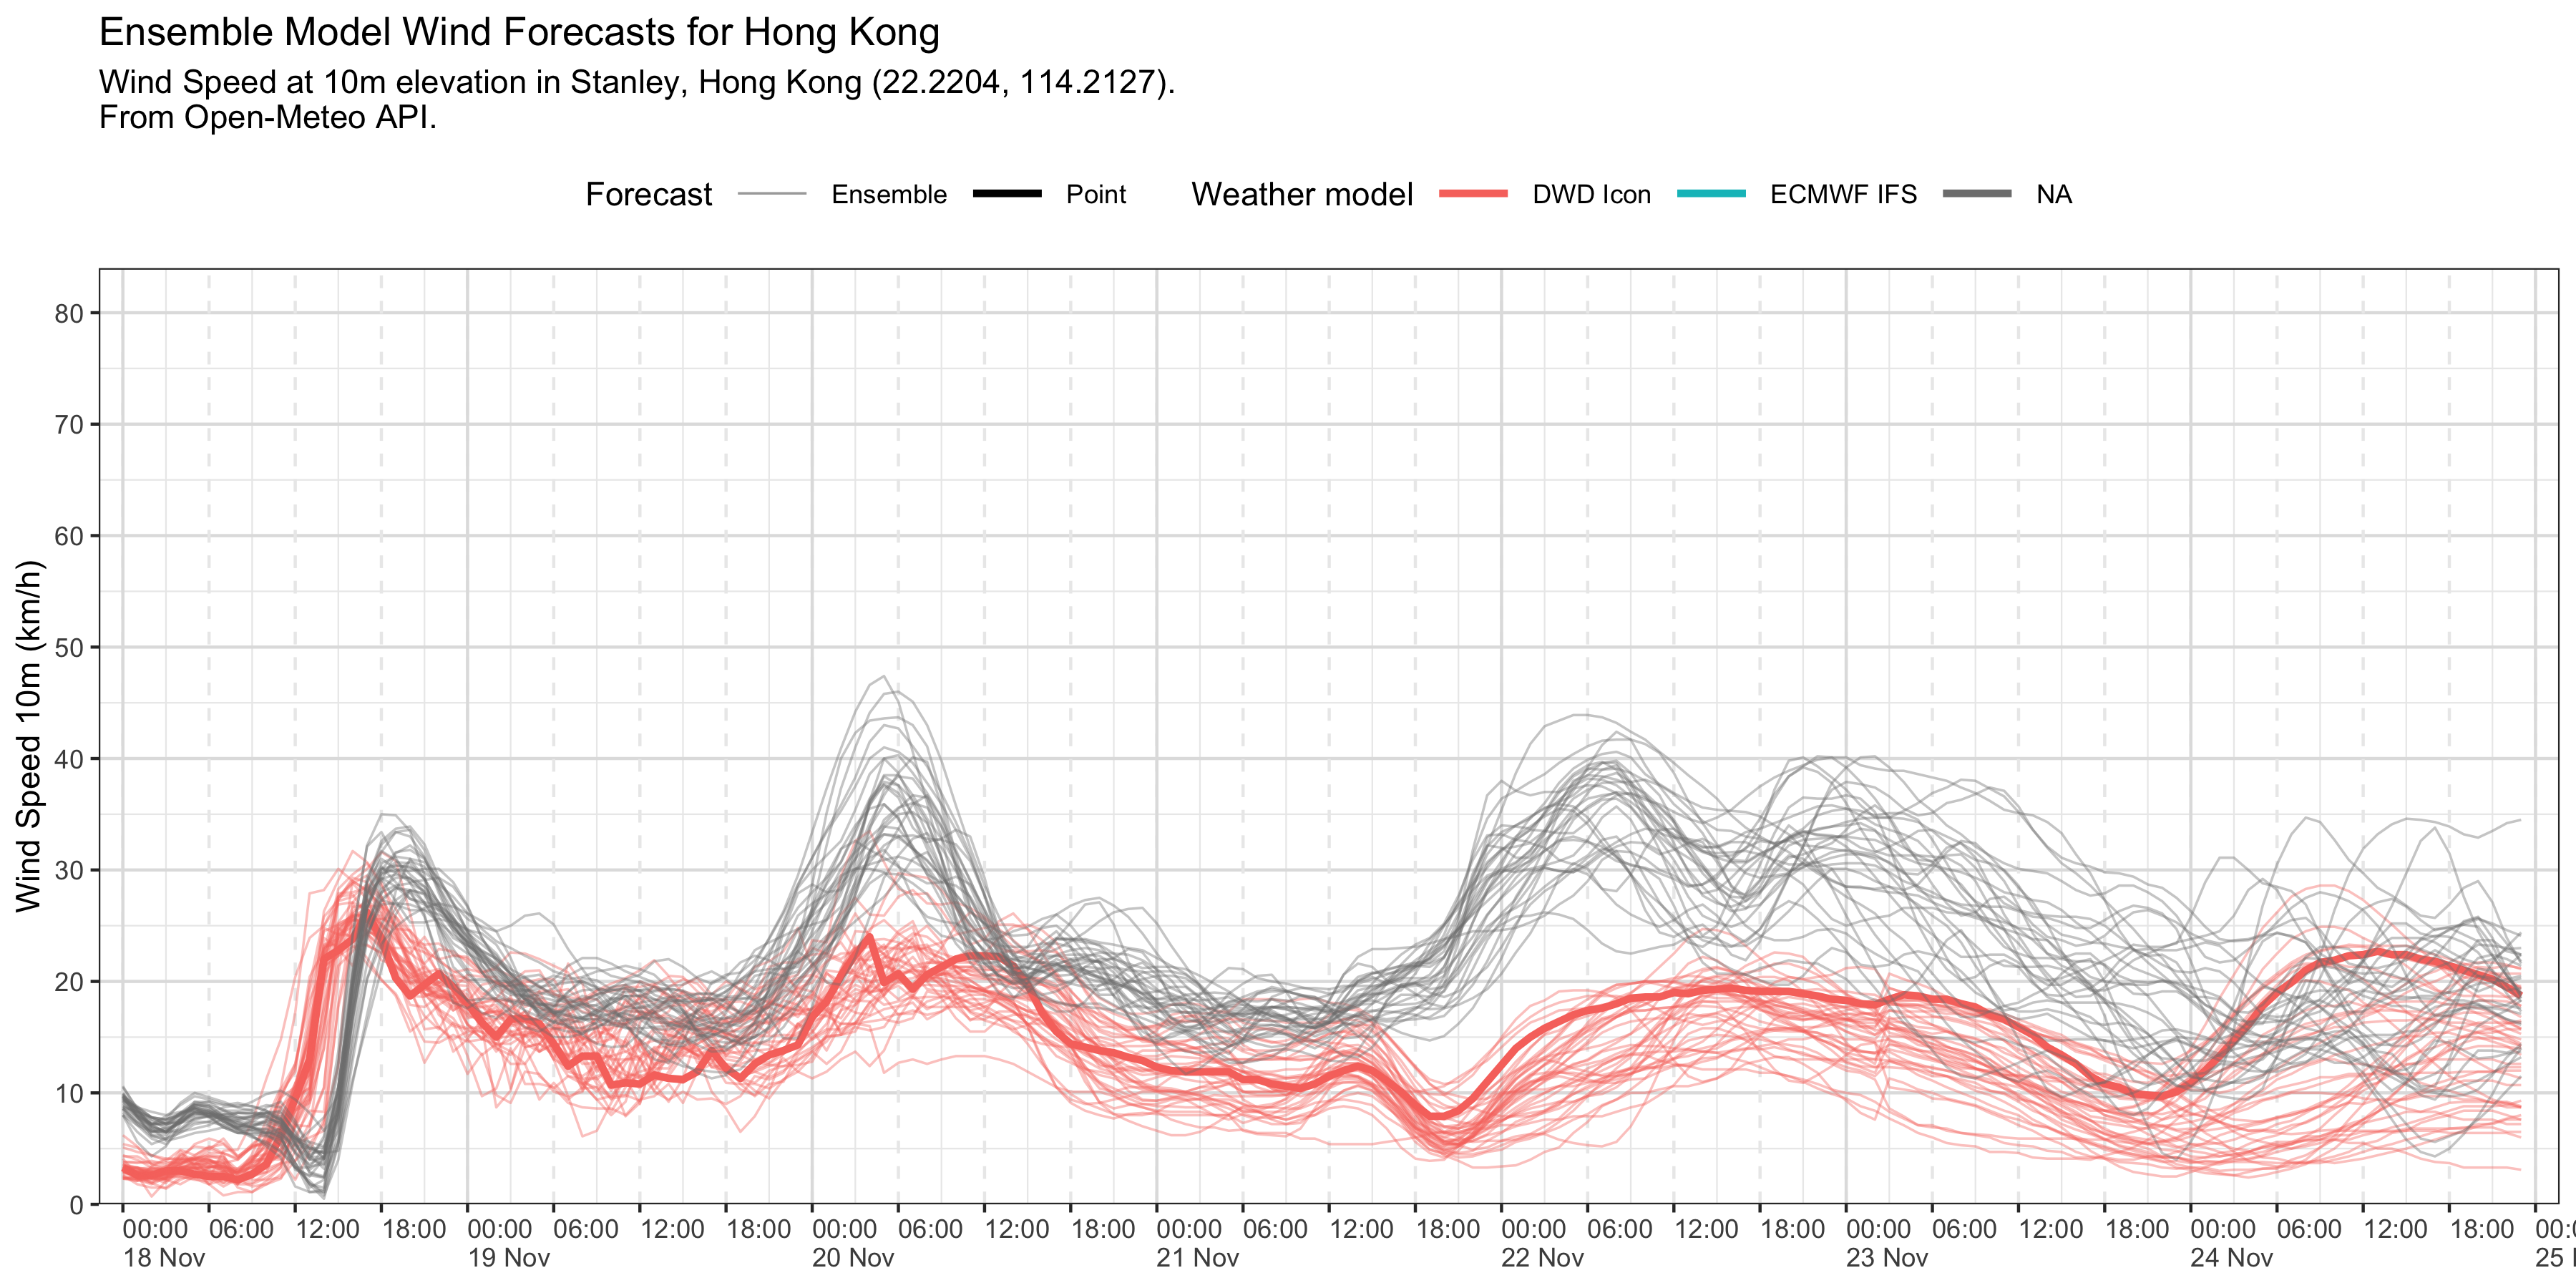 Ensemble Model Wind Forecasts for Hong Kong
Wind Speed at 10m elevation in Stanley, Hong Kong (22.2204, 114.2127).
From Open-Meteo API.
Forecast Ensemble Point Weather model DWD Icon ECMWF IFS NA
Wind Speed 10m (km/h)
80
70
60
50
40
30
20
10
0
00:00 06:00 12:00 18:00 00:00 06:00 12:00 18:00 00:00 06:00 12:00 18:00 00:00 06:00 12:00 18:00 00:00 06:00 12:00 18:00 00:00 06:00 12:00 18:00 00:00 06:00 12:00 18:00
18 Nov 19 Nov 20 Nov 21 Nov 22 Nov 23 Nov 24 Nov 25